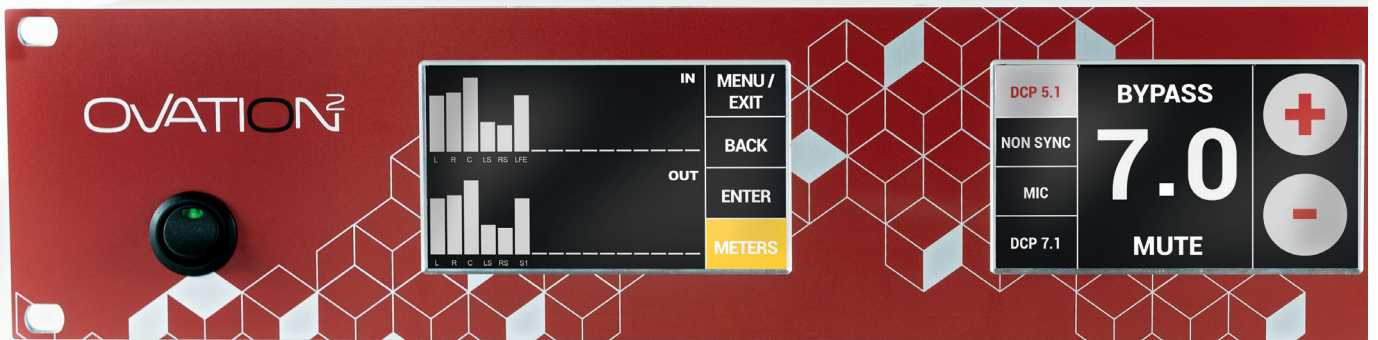 OVATION2
IN
L R C LS RS LFE
OUT
L R C LS RS S1
MENU /
EXIT
BACK
ENTER
METERS
DCP 5.1
NON SYNC
MIC
DCP 7.1
BYPASS
7.0
MUTE
+
-